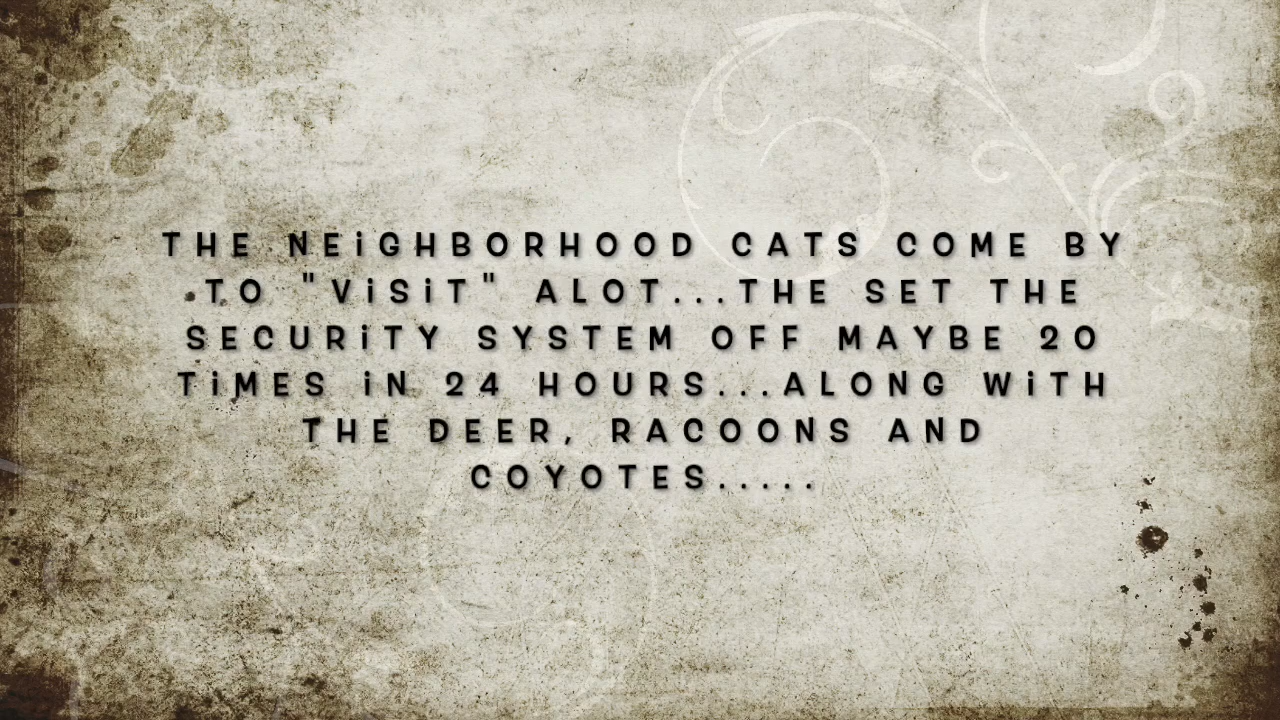 THE NEiGHBORHOOD CATS COME BY
TO "ViSiT" ALOT...THE SET THE
SECURiTY SYSTEM OFF MAYBE 20
TiMES iN 24 HOURS...ALONG WiTH
THE DEER, RACOONS AND
COYOTES.....